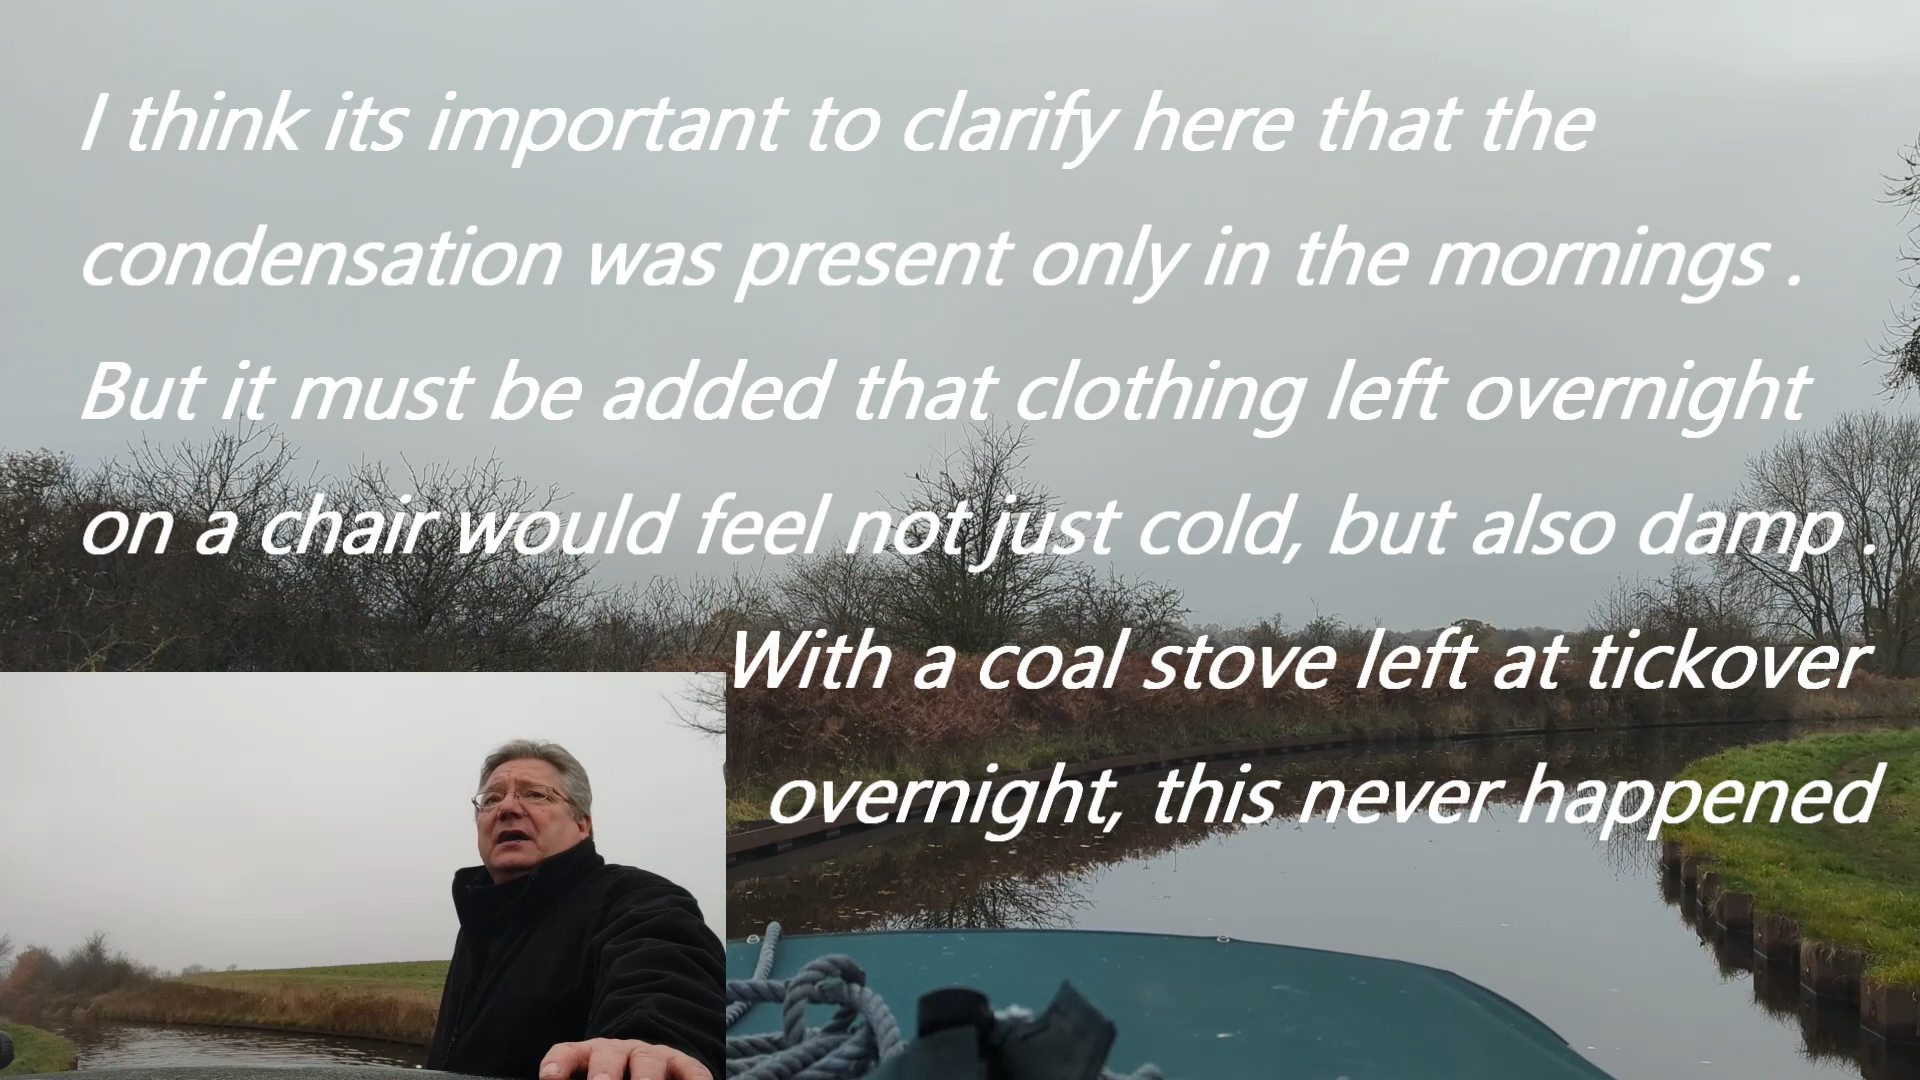 I think its important to clarify here that the
condensation was present only in the mornings .
But it must be added that clothing left overnight
on a chair would feel not just cold, but also damp .
With a coal stove left at tickover
overnight, this never happened